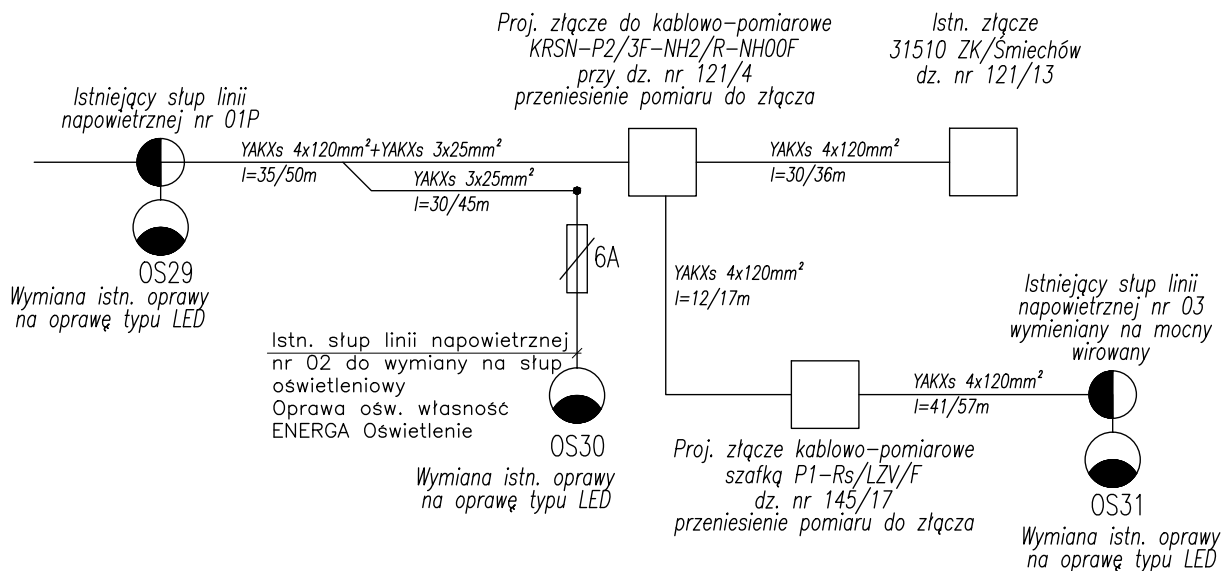 Proj. złącze do kablowo-pomiarowe
KRSN-P2/3F-NH2/R-NH00F
przy dz. nr 121/4
przeniesienie pomiaru do złącza
Istn. złącze
31510 ZK/Śmiechów
dz. nr 121/13
Istniejący słup linii
napowietrznej nr 01P
YAKXs 4x120mm²+YAKXs 3x25mm²
l=35/50m
YAKXs 3x25mm²
l=30/45m
YAKXs 4x120mm²
l=30/36m
6A
OS29
Wymiana istn. oprawy
na oprawę typu LED
YAKXs 4x120mm²
l=12/17m
Istniejący słup linii
napowietrznej nr 03
wymieniany na mocny
wirowany
Istn. słup linii napowietrznej
nr 02 do wymiany na słup
oświetleniowy
Oprawa ośw. własność
ENERGA Oświetlenie
OS30
Wymiana istn. oprawy
na oprawę typu LED
YAKXs 4x120mm²
l=41/57m
Proj. złącze kablowo-pomiarowe
szafką P1-Rs/LZV/F
dz. nr 145/17
przeniesienie pomiaru do złącza
OS31
Wymiana istn. oprawy
na oprawę typu LED